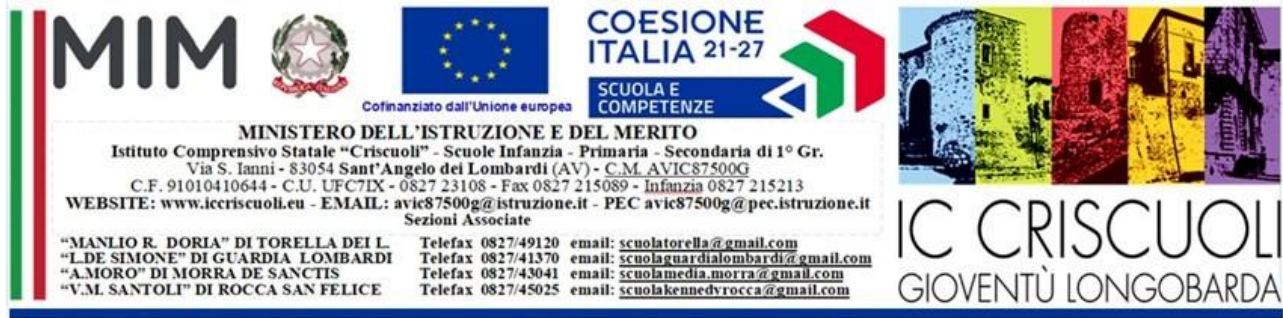 MIM
Cofinanziato dall'Unione europea
COESIONE
ITALIA 21-27
SCUOLA E
COMPETENZE
MINISTERO DELL'ISTRUZIONE E DEL MERITO
Istituto Comprensivo Statale “Criscuoli” - Scuole Infanzia - Primaria - Secondaria di 1° Gr.
Via S. Ianni - 83054 Sant'Angelo dei Lombardi (AV) - C.M. AVIC87500G
C.F. 91010410644 - C.U. UFC7IX - 0827 23108 - Fax 0827 215089 - Infanzia 0827 215213
WEBSITE: www.iccriscuoli.eu - EMAIL: avic87500g@istruzione.it - PEC avic87500g@pec.istruzione.it
Sezioni Associate
“MANLIO R. DORIA” DI TORELLA DEI L. Telefax 0827/49120 email: scuolatorella@gmail.com
“L.DE SIMONE” DI GUARDIA LOMBARDI Telefax 0827/41370 email: scuolaguardialombardi@gmail.com
“A.MORO” DI MORRA DE SANCTIS Telefax 0827/43041 email: scuolamedia.morra@gmail.com
“V.M. SANTOLI” DI ROCCA SAN FELICE Telefax 0827/45025 email: scuolakennedyrocca@gmail.com
IC CRISCUOLI
GIOVENTÙ LONGOBARDA